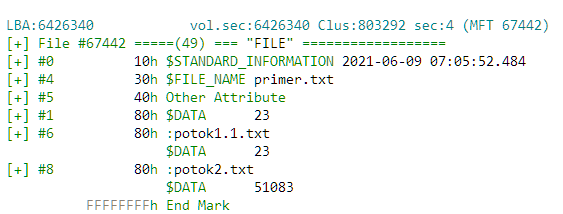 LBA:6426340 vol.sec:6426340 Clus:803292 sec:4 (MFT 67442)
[+] File #67442 =====(49) === "FILE" ==================
[+] #0 10h $STANDARD_INFORMATION 2021-06-09 07:05:52.484
[+] #4 30h $FILE_NAME primer.txt
[+] #5 40h Other Attribute
[+] #1 80h $DATA 23
[+] #6 80h :potok1.1.txt
$DATA 23
[+] #8 80h :potok2.txt
$DATA 51083
FFFFFFFFh End Mark